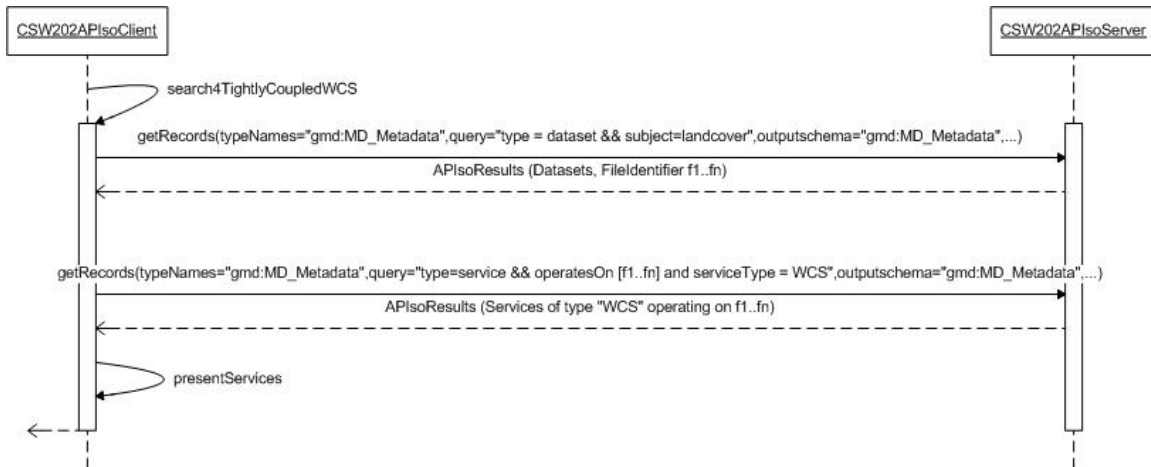 CSW202APIsoClient
CSW202APIsoServer
search4TightlyCoupledWCS
getRecords(typeNames="gmd:MD_Metadata",query="type = dataset && subject=landcover",outputschema="gmd:MD_Metadata",...)
APIsoResults (Datasets, FileIdentifier f1..fn)
getRecords(typeNames="gmd:MD_Metadata",query="type=service && operatesOn [f1..fn] and serviceType = WCS",outputschema="gmd:MD_Metadata",...)
APIsoResults (Services of type "WCS" operating on f1..fn)
presentServices